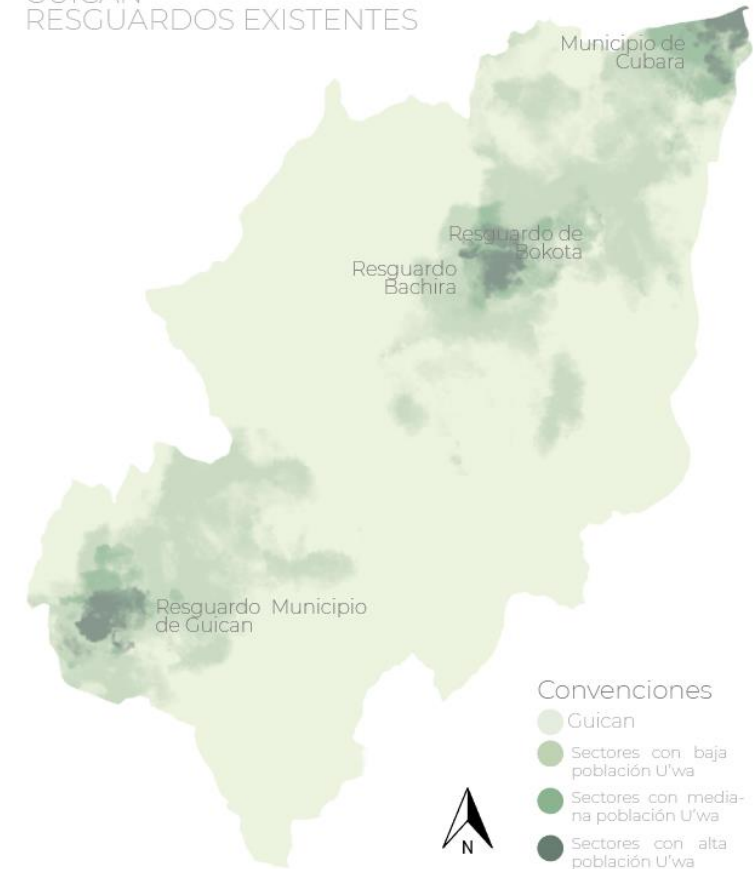 RESGUARDOS EXISTENTES
Municipio de
Cubara
Resguardo de
Bokota
Resguardo
Bachira
Resguardo Municipio
de Guican
Convenciones
Guican
Sectores con baja
población U'wa
Sectores con media-
na población U'wa
Sectores con alta
población U'wa
N